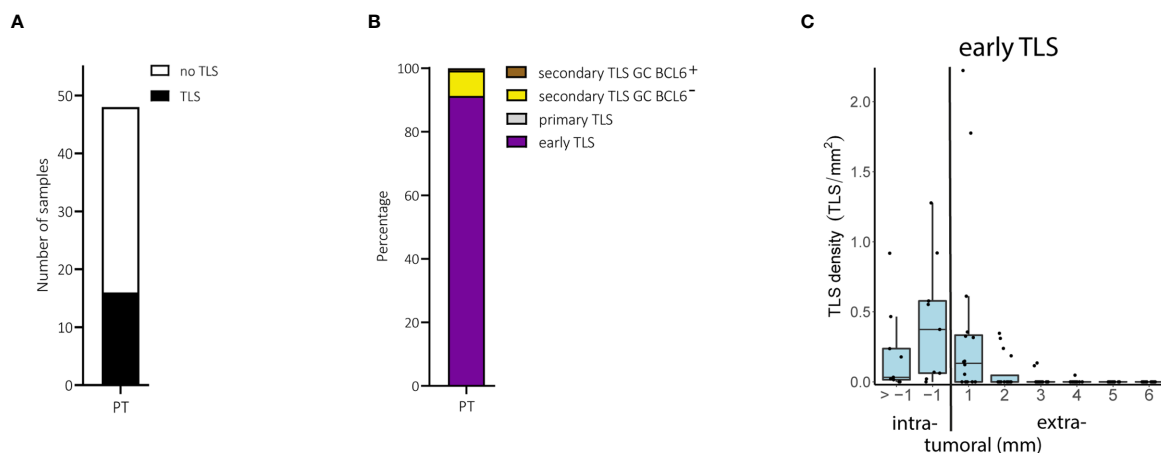 A
no TLS
TLS
Number of samples
50
40
30
20
10
0
PT
B
secondary TLS GC BCL6+
secondary TLS GC BCL6−
primary TLS
early TLS
Percentage
100
80
60
40
20
0
PT
C
early TLS
TLS density (TLS/mm²)
2.0
1.5
1.0
0.5
0.0
> −1 −1 1 2 3 4 5 6
intra- extra-
tumoral (mm)